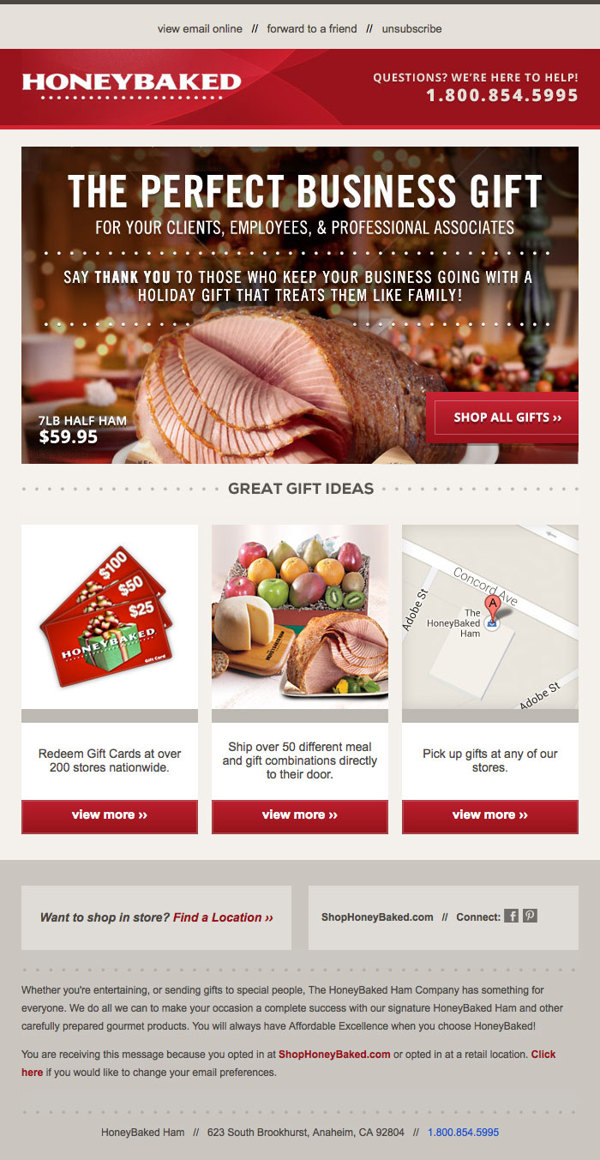 view email online // forward to a friend // unsubscribe
HONEYBAKED
QUESTIONS? WE'RE HERE TO HELP!
1.800.854.5995
THE PERFECT BUSINESS GIFT
FOR YOUR CLIENTS, EMPLOYEES, & PROFESSIONAL ASSOCIATES
SAY THANK YOU TO THOSE WHO KEEP YOUR BUSINESS GOING WITH A
HOLIDAY GIFT THAT TREATS THEM LIKE FAMILY!
7LB HALF HAM
$59.95
SHOP ALL GIFTS ››
GREAT GIFT IDEAS
$100
$50
$25
HONEYBAKED
Gift Card
Concord Ave
Adobe St
A
The
HoneyBaked
Ham
Adobe St
Redeem Gift Cards at over
200 stores nationwide.
Ship over 50 different meal
and gift combinations directly
to their door.
Pick up gifts at any of our
stores.
view more ››
view more ››
view more ››
Want to shop in store? Find a Location ››
ShopHoneyBaked.com // Connect:
Whether you're entertaining, or sending gifts to special people, The HoneyBaked Ham Company has something for
everyone. We do all we can to make your occasion a complete success with our signature HoneyBaked Ham and other
carefully prepared gourmet products. You will always have Affordable Excellence when you choose HoneyBaked!
You are receiving this message because you opted in at ShopHoneyBaked.com or opted in at a retail location. Click
here if you would like to change your email preferences.
HoneyBaked Ham // 623 South Brookhurst, Anaheim, CA 92804 // 1.800.854.5995